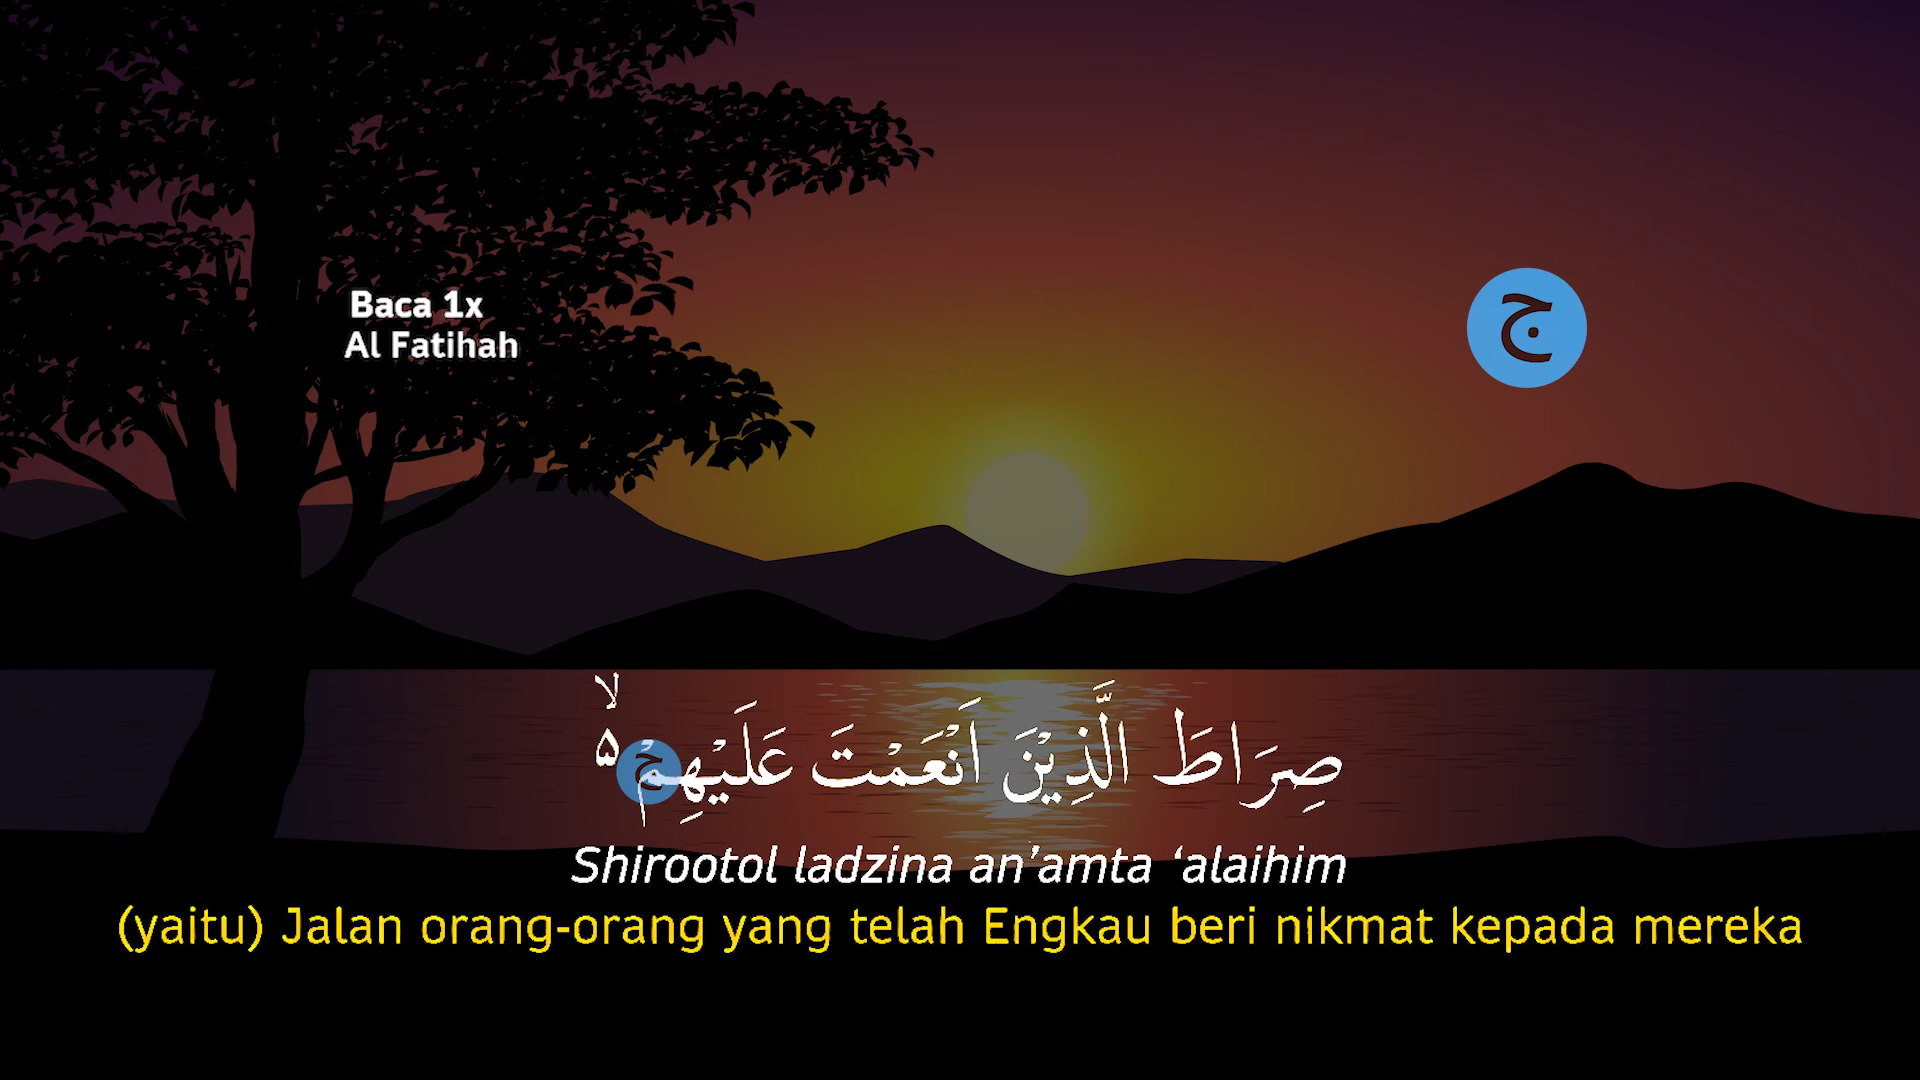 Baca 1x
Al Fatihah
ج
صِرَاطَ الَّذِيْنَ اَنْعَمْتَ عَلَيْهِمْ ۙ۵
ج
Shirootol ladzina an’amta ‘alaihim
(yaitu) Jalan orang-orang yang telah Engkau beri nikmat kepada mereka